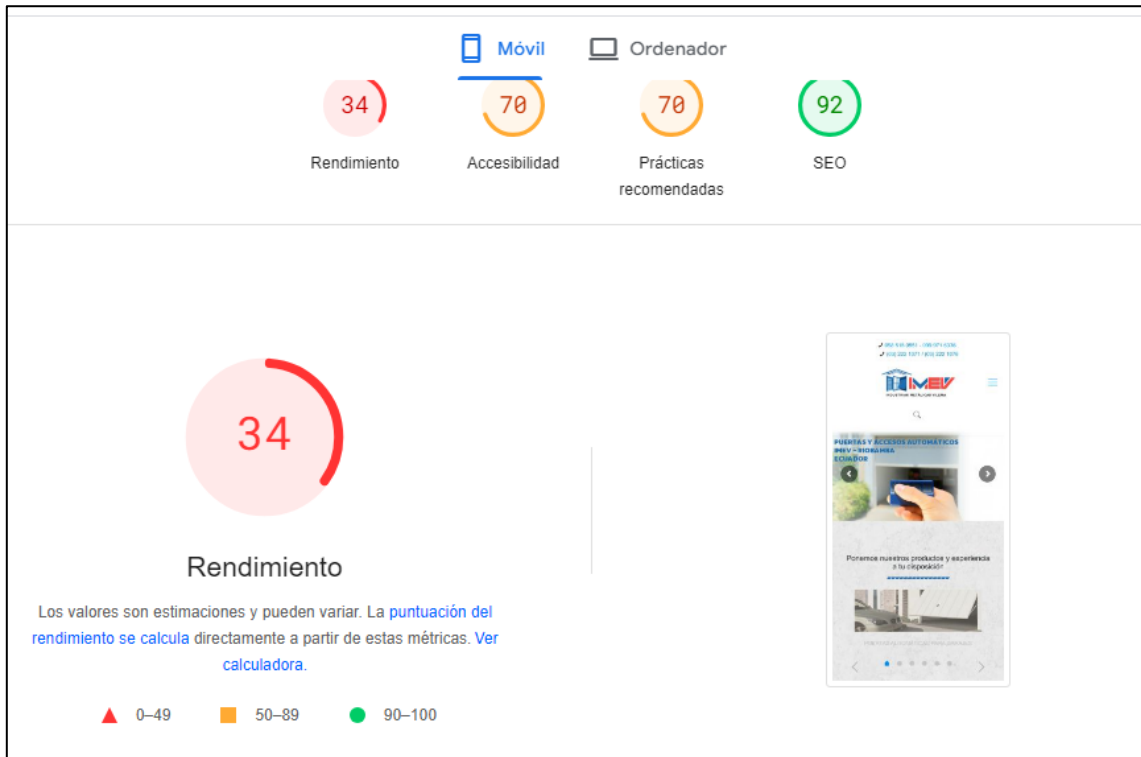 Móvil
Ordenador
34
70
70
92
Rendimiento
Accesibilidad
Prácticas
recomendadas
SEO
34
Rendimiento
Los valores son estimaciones y pueden variar. La puntuación del
rendimiento se calcula directamente a partir de estas métricas. Ver
calculadora.
0–49
50–89
90–100
IMEV
PUERTAS Y ACCESOS AUTOMÁTICOS
IMEV - RIOBAMBA
ECUADOR
Ponemos nuestros productos y experiencia
a tu disposición